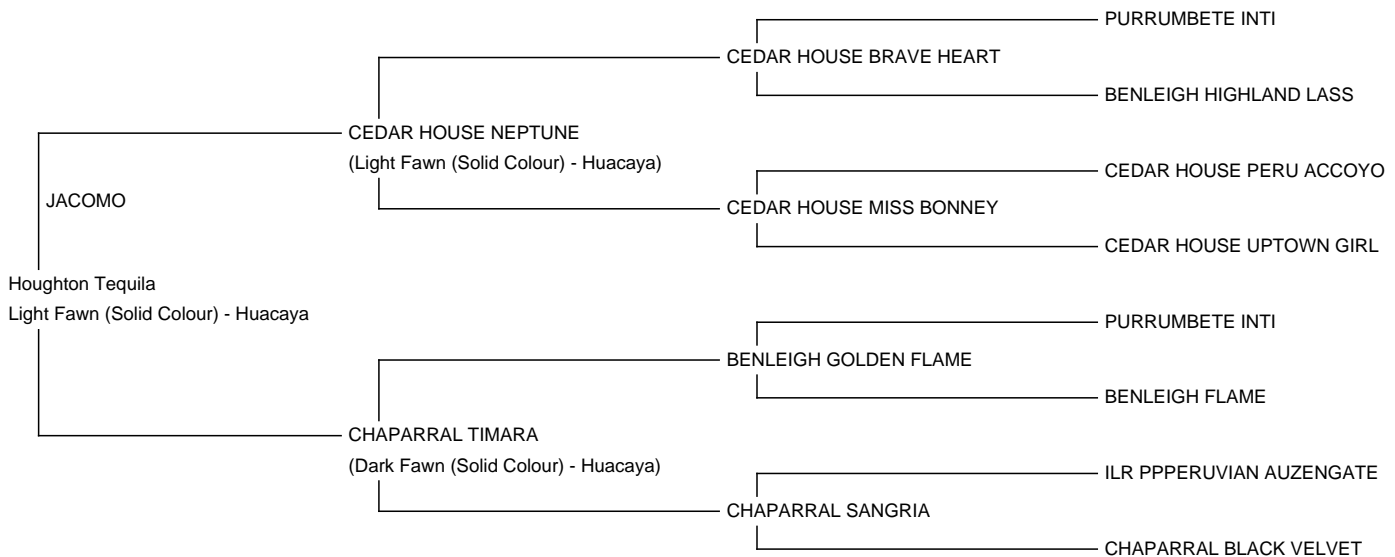 PURRUMBETE INTI
CEDAR HOUSE BRAVE HEART
BENLEIGH HIGHLAND LASS
CEDAR HOUSE NEPTUNE
(Light Fawn (Solid Colour) - Huacaya)
CEDAR HOUSE PERU ACCOYO
JACOMO
CEDAR HOUSE MISS BONNEY
CEDAR HOUSE UPTOWN GIRL
Houghton Tequila
Light Fawn (Solid Colour) - Huacaya
PURRUMBETE INTI
BENLEIGH GOLDEN FLAME
BENLEIGH FLAME
CHAPARRAL TIMARA
(Dark Fawn (Solid Colour) - Huacaya)
ILR PPPERUVIAN AUZENGATE
CHAPARRAL SANGRIA
CHAPARRAL BLACK VELVET